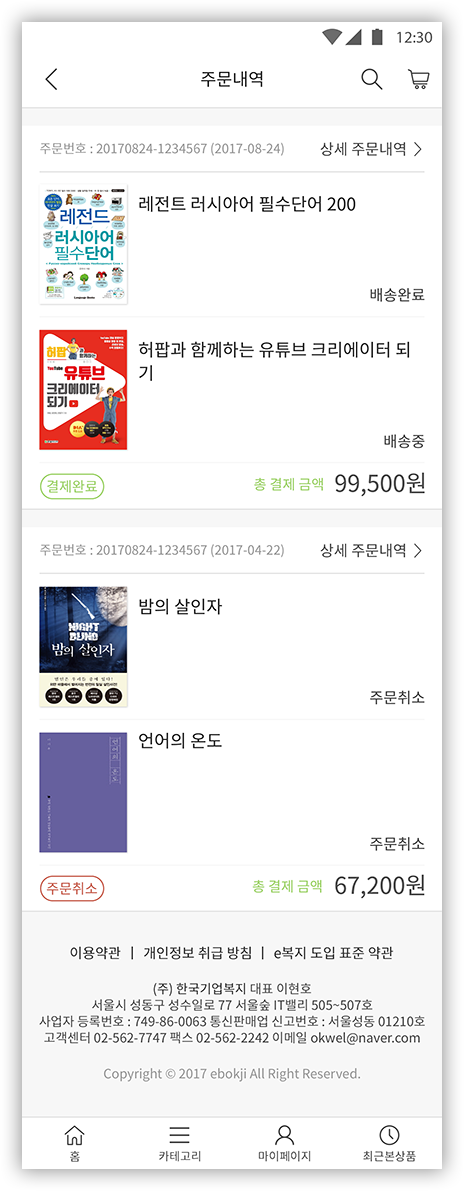 12:30
주문내역
주문번호 : 20170824-1234567 (2017-08-24)
상세 주문내역
레전드
러시아어
필수단어
Language Books
레전트 러시아어 필수단어 200
배송완료
허팝과 함께하는
YouTube 유튜브
크리에이터
되기
허팝과 함께하는 유튜브 크리에이터 되
기
배송중
결제완료
총 결제 금액 99,500원
주문번호 : 20170824-1234567 (2017-04-22)
상세 주문내역
NIGHT
BLIND
밤의 살인자
밤의 살인자
주문취소
언어의 온도
언어의 온도
주문취소
주문취소
총 결제 금액 67,200원
이용약관 | 개인정보 취급 방침 | e복지 도입 표준 약관
(주) 한국기업복지 대표 이현호
서울시 성동구 성수일로 77 서울숲 IT밸리 505~507호
사업자 등록번호 : 749-86-0063 통신판매업 신고번호 : 서울성동 01210호
고객센터 02-562-7747 팩스 02-562-2242 이메일 okwel@naver.com
Copyright © 2017 ebokji All Right Reserved.
홈
카테고리
마이페이지
최근본상품